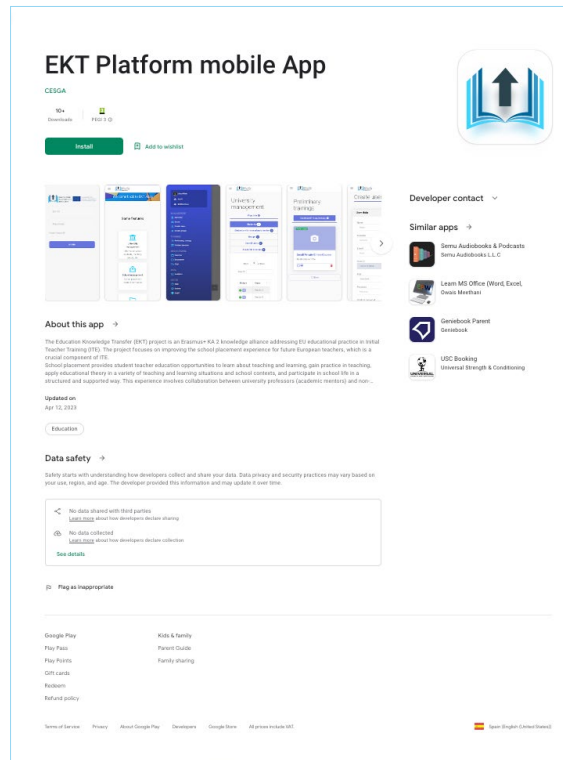 EKT Platform mobile App
CESGA
10+
Downloads
PEGI 3
Install
Add to wishlist
University management
Preliminary trainings
Developer contact
Similar apps
Semu Audiobooks & Podcasts
Semu Audiobooks L.L.C
Learn MS Office (Word, Excel,
Owais Meethani
Geniebook Parent
Geniebook
USC Booking
Universal Strength & Conditioning
About this app
The Education Knowledge Transfer (EKT) project is an Erasmus+ KA 2 knowledge alliance addressing EU educational practice in Initial
Teacher Training (ITE). The project focuses on improving the school placement experience for future European teachers, which is a
crucial component of ITE.
School placement provides student teacher education opportunities to learn about teaching and learning, gain practice in teaching,
apply educational theory in a variety of teaching and learning situations and school contexts, and participate in school life in a
structured and supported way. This experience involves collaboration between university professors (academic mentors) and non-…
Updated on
Apr 12, 2023
Education
Data safety
Safety starts with understanding how developers collect and share your data. Data privacy and security practices may vary based on
your use, region, and age. The developer provided this information and may update it over time.
No data shared with third parties
Learn more about how developers declare sharing
No data collected
Learn more about how developers declare collection
See details
Flag as inappropriate
Google Play
Play Pass
Play Points
Gift cards
Redeem
Refund policy
Kids & family
Parent Guide
Family sharing
Terms of Service Privacy About Google Play Developers Google Store All prices include VAT.
Spain (English (United States))